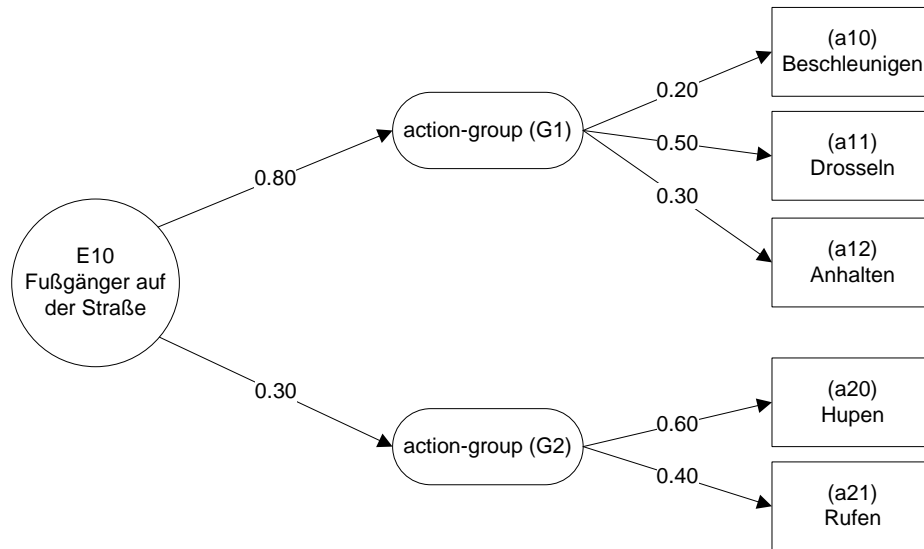 E10
Fußgänger auf
der Straße
0.80
0.30
action-group (G1)
0.20
0.50
0.30
(a10)
Beschleunigen
(a11)
Drosseln
(a12)
Anhalten
action-group (G2)
0.60
0.40
(a20)
Hupen
(a21)
Rufen